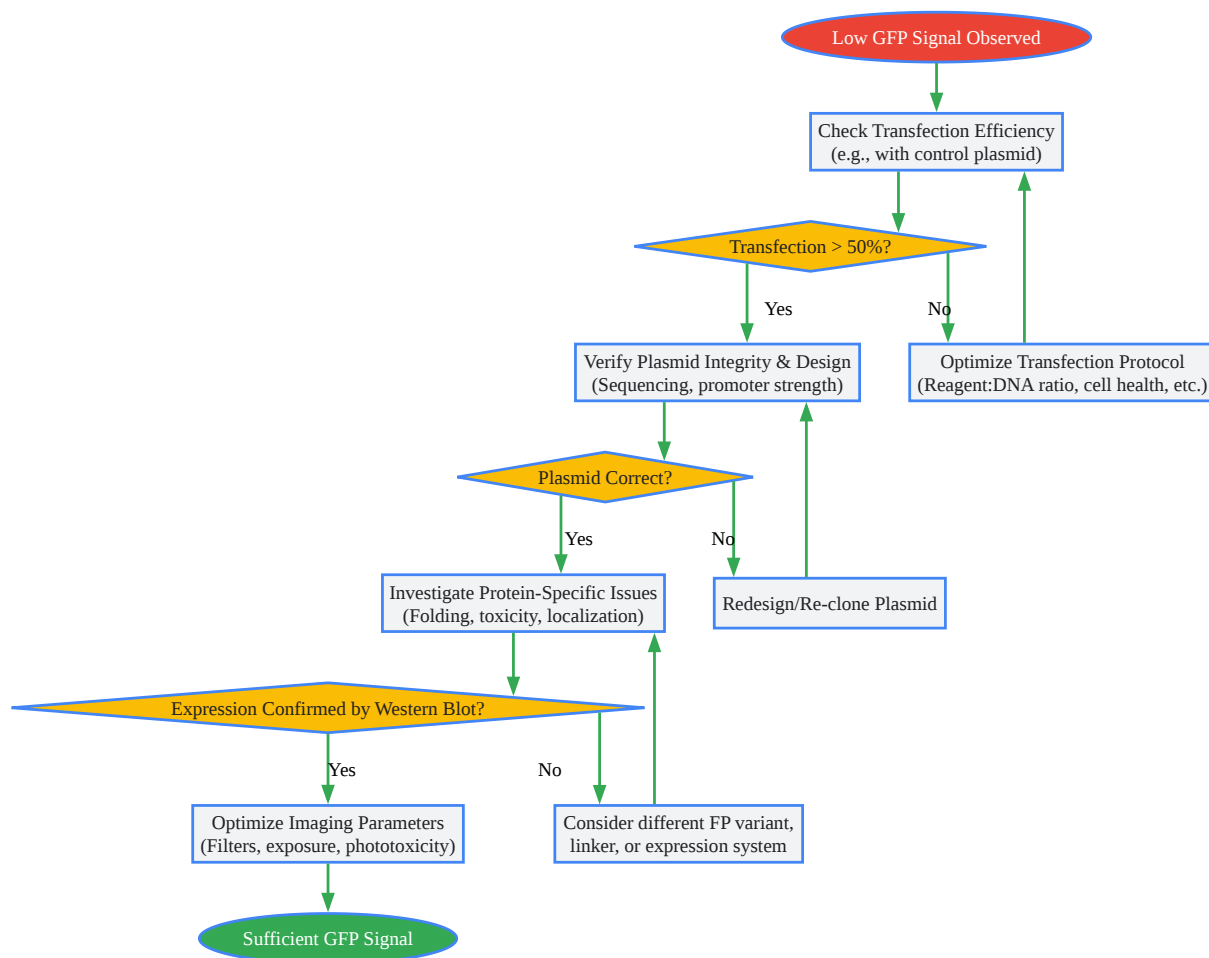 Low GFP Signal Observed
Check Transfection Efficiency
(e.g., with control plasmid)
Transfection > 50%?
Yes
No
Verify Plasmid Integrity & Design
(Sequencing, promoter strength)
Optimize Transfection Protocol
(Reagent:DNA ratio, cell health, etc.)
Plasmid Correct?
Yes
No
Investigate Protein-Specific Issues
(Folding, toxicity, localization)
Redesign/Re-clone Plasmid
Expression Confirmed by Western Blot?
Yes
No
Optimize Imaging Parameters
(Filters, exposure, phototoxicity)
Consider different FP variant,
linker, or expression system
Sufficient GFP Signal